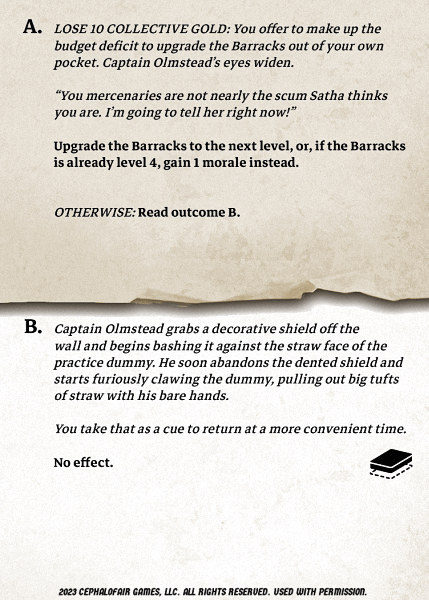 A. LOSE 10 COLLECTIVE GOLD: You offer to make up the
budget deficit to upgrade the Barracks out of your own
pocket. Captain Olmstead’s eyes widen.
“You mercenaries are not nearly the scum Satha thinks
you are. I’m going to tell her right now!”
Upgrade the Barracks to the next level, or, if the Barracks
is already level 4, gain 1 morale instead.
OTHERWISE: Read outcome B.
B. Captain Olmstead grabs a decorative shield off the
wall and begins bashing it against the straw face of the
practice dummy. He soon abandons the dented shield and
starts furiously clawing the dummy, pulling out big tufts
of straw with his bare hands.
You take that as a cue to return at a more convenient time.
No effect.
2023 CEPHALOFAIR GAMES, LLC. ALL RIGHTS RESERVED. USED WITH PERMISSION.